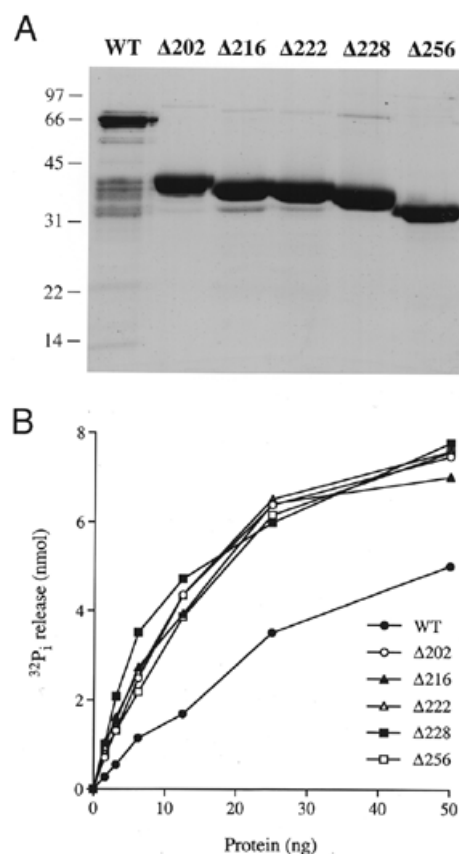 A
WT Δ202 Δ216 Δ222 Δ228 Δ256
97 –
66 –
45 –
31 –
22 –
14 –
B
8
6
4
2
0
³²Pᵢ release (nmol)
WT
Δ202
Δ216
Δ222
Δ228
Δ256
0 10 20 30 40 50
Protein (ng)